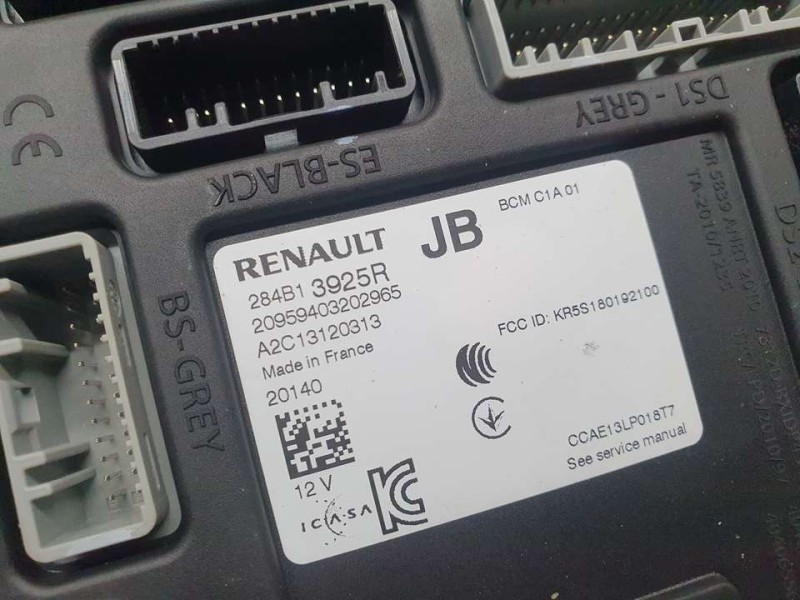 CE
ES-BLACK
DS1-GREY
BS-GREY
RENAULT
JB
BCM C1A 01
284B1 3925R
20959403202965
A2C13120313
Made in France
20140
12 V
ICASA
FCC ID: KR5S180192100
CCAE13LP018T7
See service manual